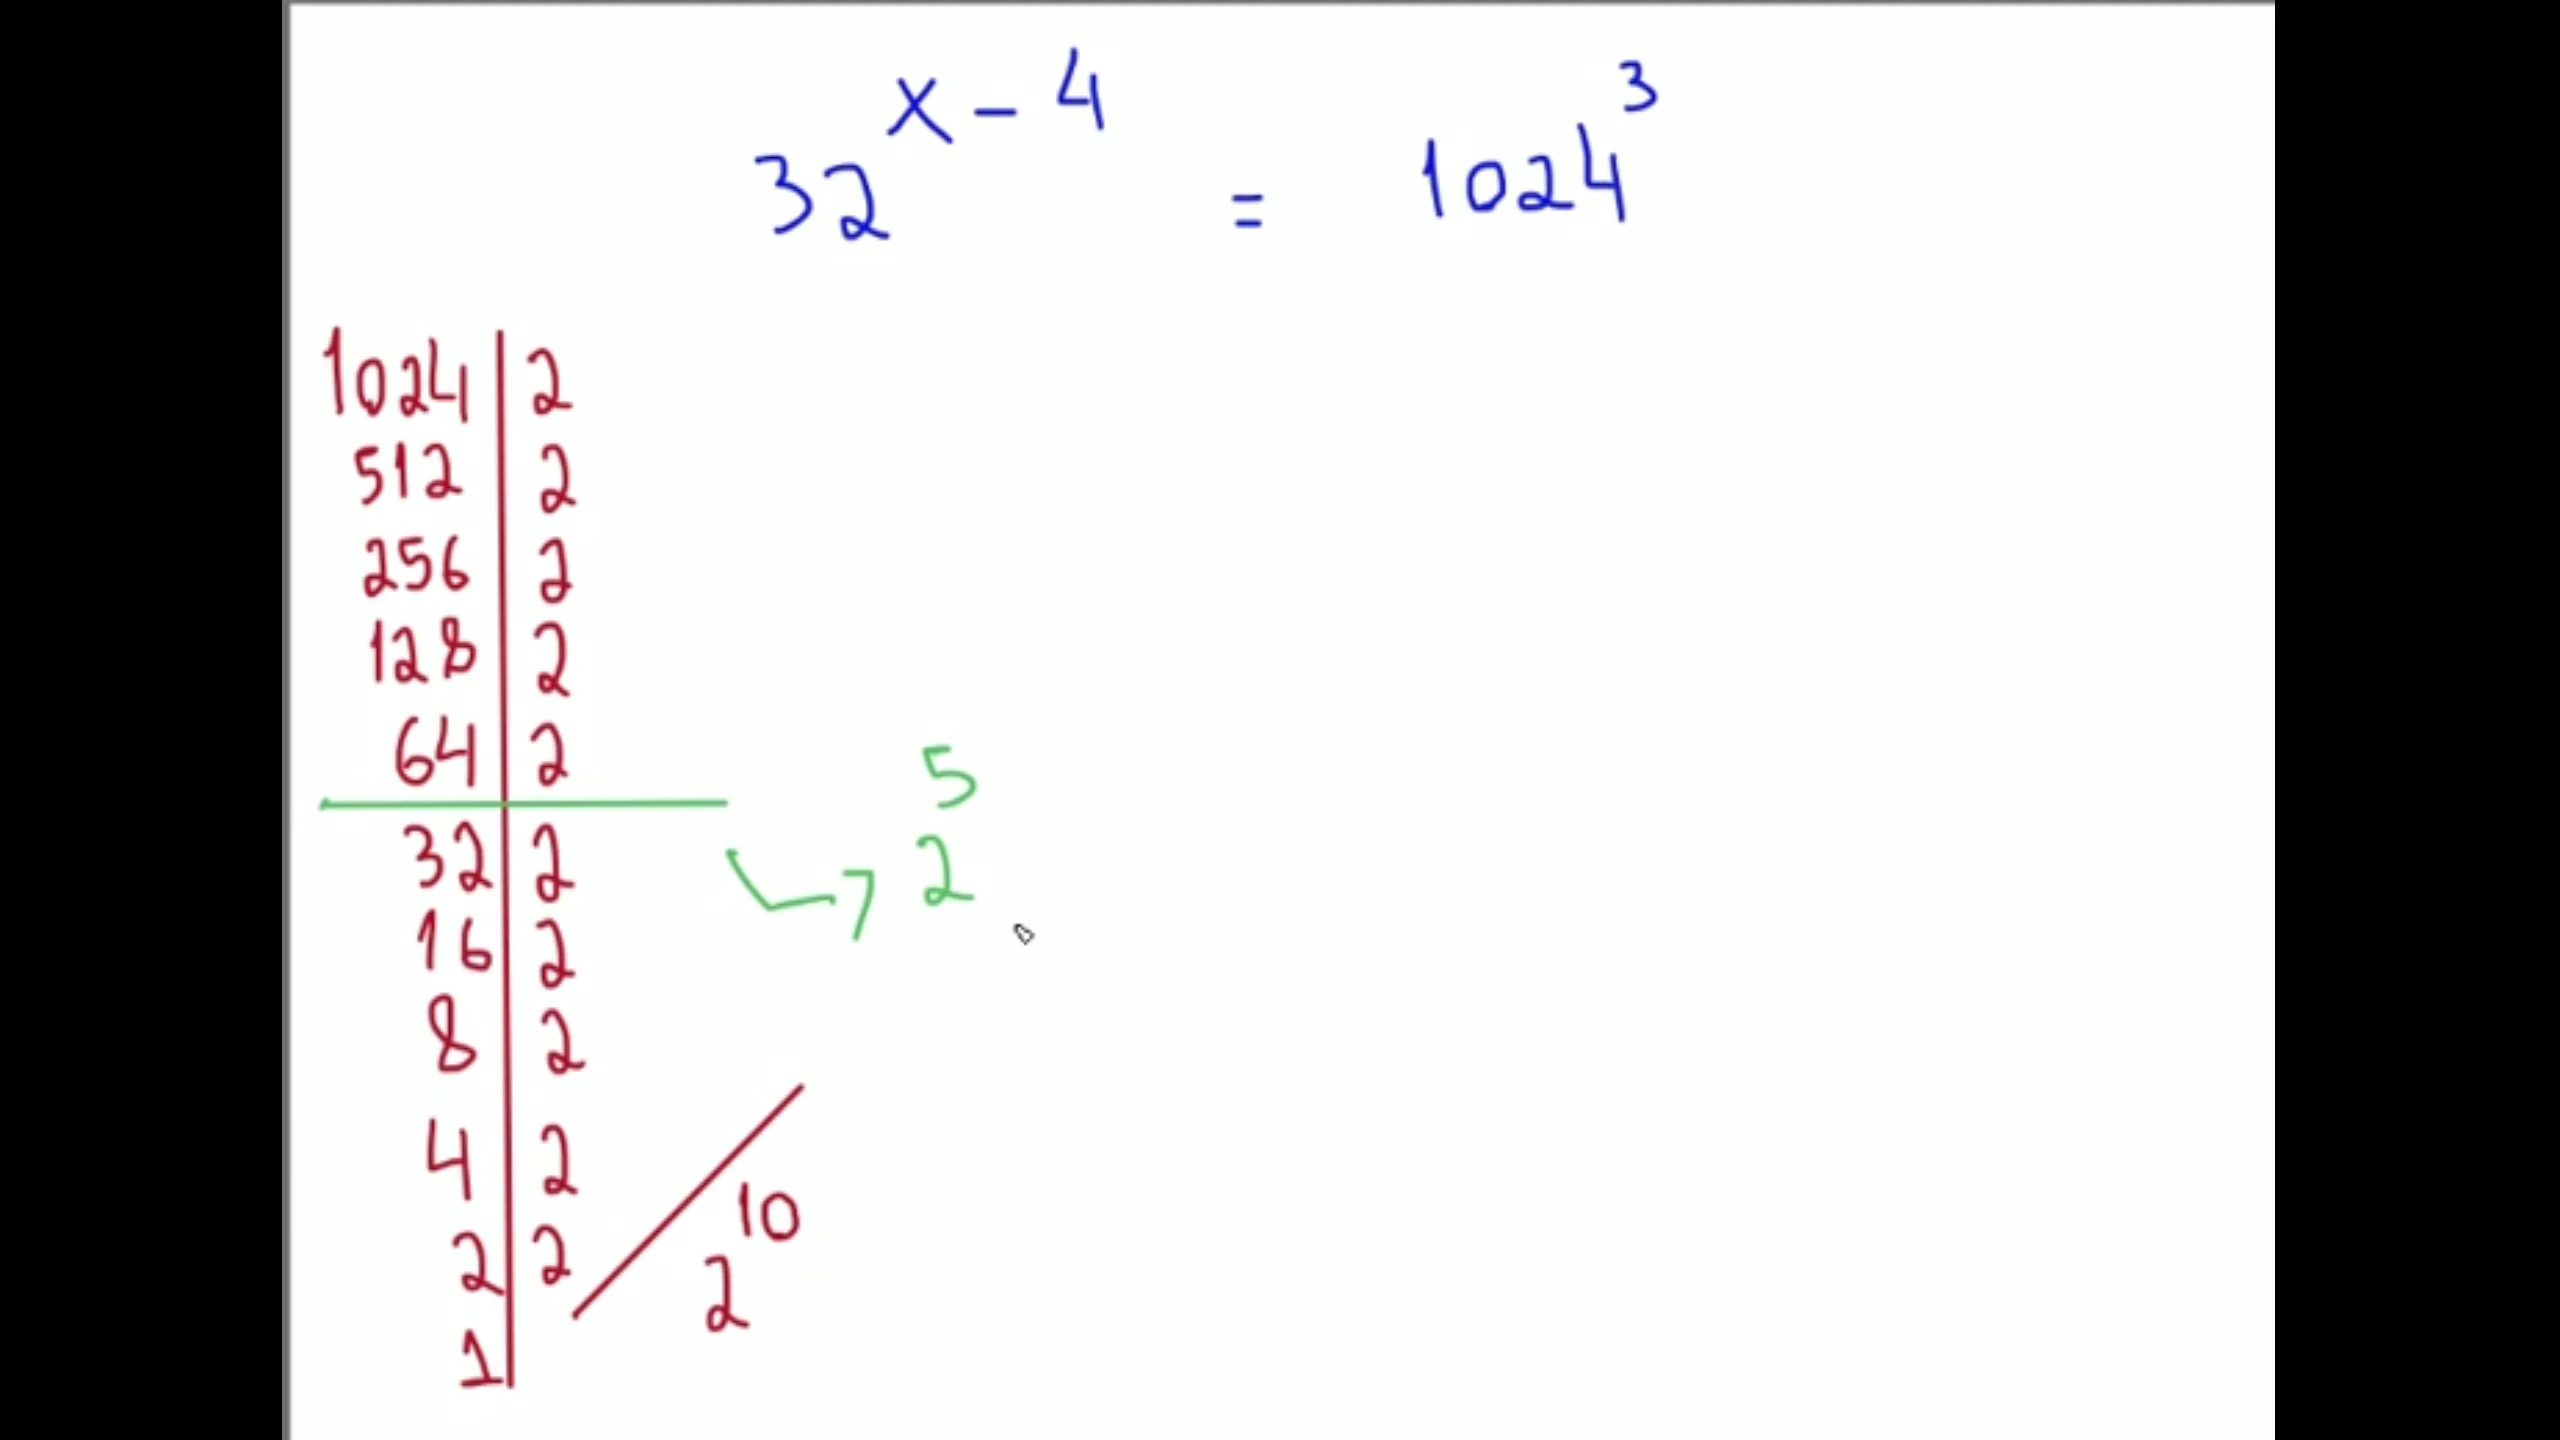 32^{x-4} = 1024^3
1024 | 2
512 | 2
256 | 2
128 | 2
64 | 2
32 | 2
16 | 2
8 | 2
4 | 2
2 | 2
1
2^5
2^{10}